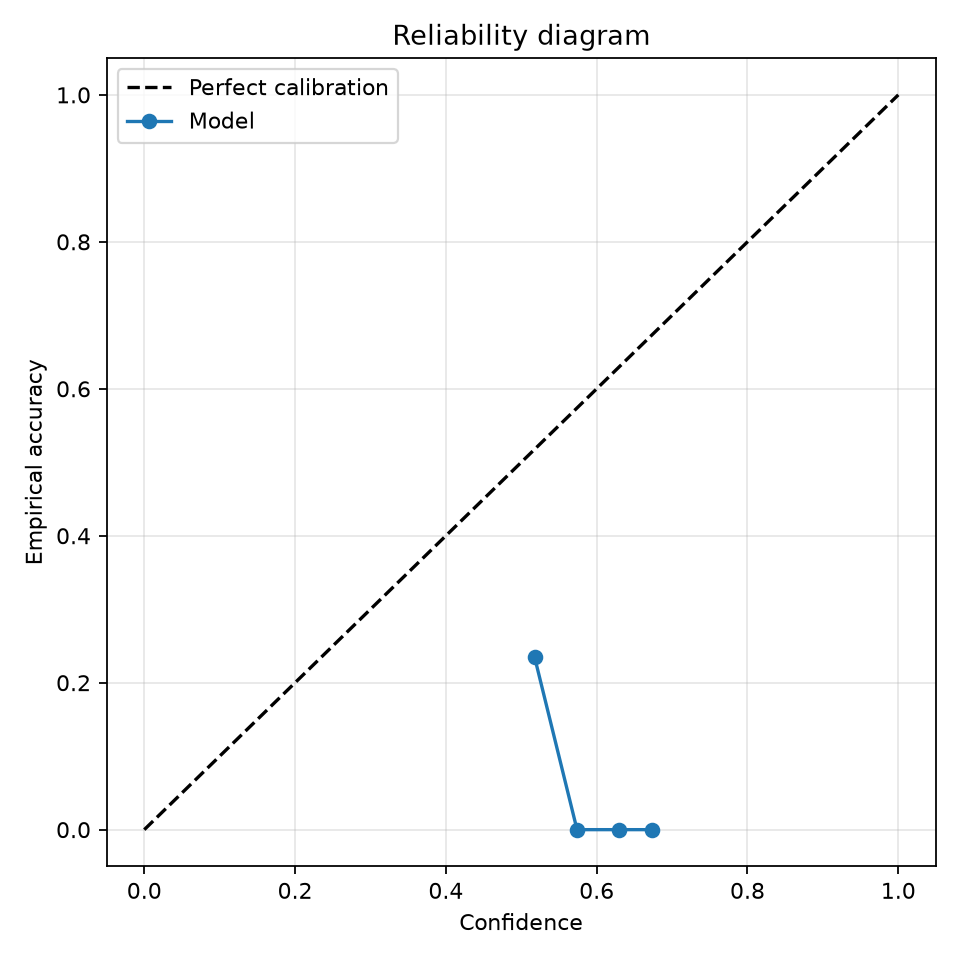 Reliability diagram
Perfect calibration
Model
1.0
0.8
0.6
0.4
0.2
0.0
Empirical accuracy
0.0 0.2 0.4 0.6 0.8 1.0
Confidence